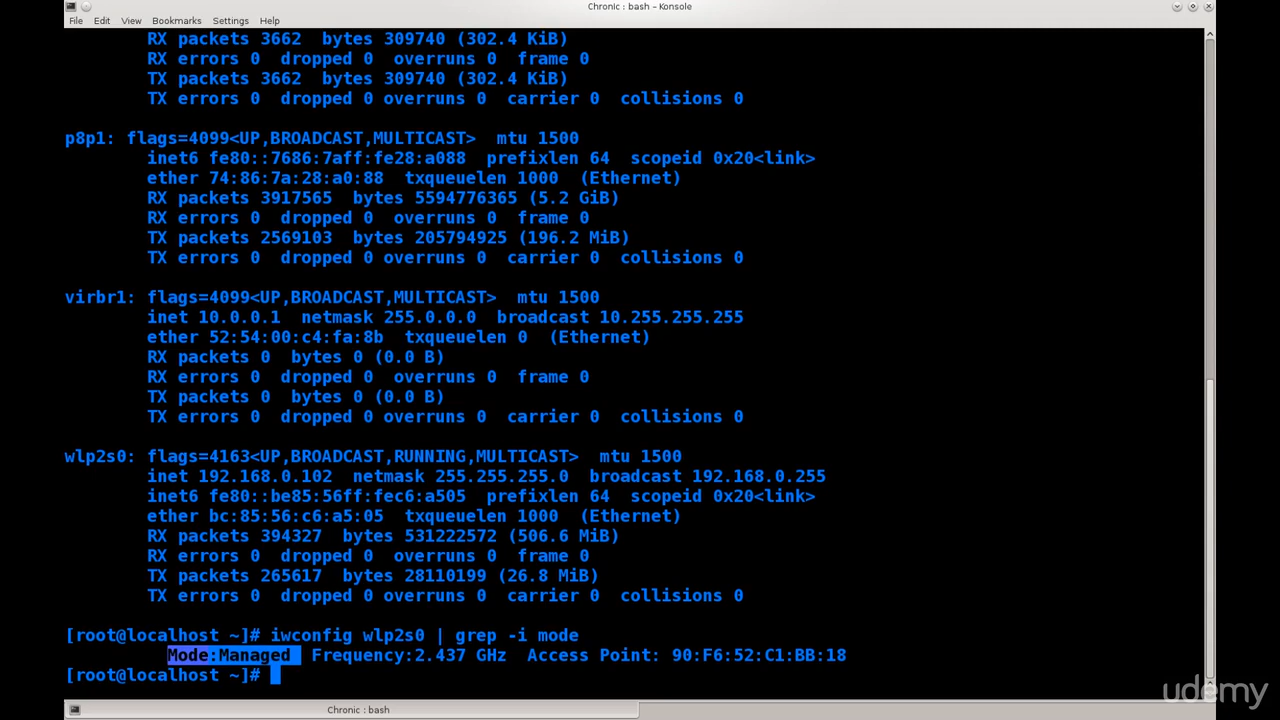 Chronic : bash – Konsole
File Edit View Bookmarks Settings Help
RX packets 3662  bytes 309740 (302.4 KiB)
RX errors 0  dropped 0  overruns 0  frame 0
TX packets 3662  bytes 309740 (302.4 KiB)
TX errors 0  dropped 0 overruns 0  carrier 0  collisions 0
p8p1: flags=4099<UP,BROADCAST,MULTICAST>  mtu 1500
inet6 fe80::7686:7aff:fe28:a088  prefixlen 64  scopeid 0x20<link>
ether 74:86:7a:28:a0:88  txqueuelen 1000  (Ethernet)
RX packets 3917565  bytes 5594776365 (5.2 GiB)
RX errors 0  dropped 0  overruns 0  frame 0
TX packets 2569103  bytes 205794925 (196.2 MiB)
TX errors 0  dropped 0 overruns 0  carrier 0  collisions 0
virbr1: flags=4099<UP,BROADCAST,MULTICAST>  mtu 1500
inet 10.0.0.1  netmask 255.0.0.0  broadcast 10.255.255.255
ether 52:54:00:c4:fa:8b  txqueuelen 0  (Ethernet)
RX packets 0  bytes 0 (0.0 B)
RX errors 0  dropped 0  overruns 0  frame 0
TX packets 0  bytes 0 (0.0 B)
TX errors 0  dropped 0 overruns 0  carrier 0  collisions 0
wlp2s0: flags=4163<UP,BROADCAST,RUNNING,MULTICAST>  mtu 1500
inet 192.168.0.102  netmask 255.255.255.0  broadcast 192.168.0.255
inet6 fe80::be85:56ff:fec6:a505  prefixlen 64  scopeid 0x20<link>
ether bc:85:56:c6:a5:05  txqueuelen 1000  (Ethernet)
RX packets 394327  bytes 531222572 (506.6 MiB)
RX errors 0  dropped 0  overruns 0  frame 0
TX packets 265617  bytes 28110199 (26.8 MiB)
TX errors 0  dropped 0 overruns 0  carrier 0  collisions 0
[root@localhost ~]# iwconfig wlp2s0 | grep -i mode
Mode:Managed  Frequency:2.437 GHz  Access Point: 90:F6:52:C1:BB:18
[root@localhost ~]#
udemy
Chronic : bash